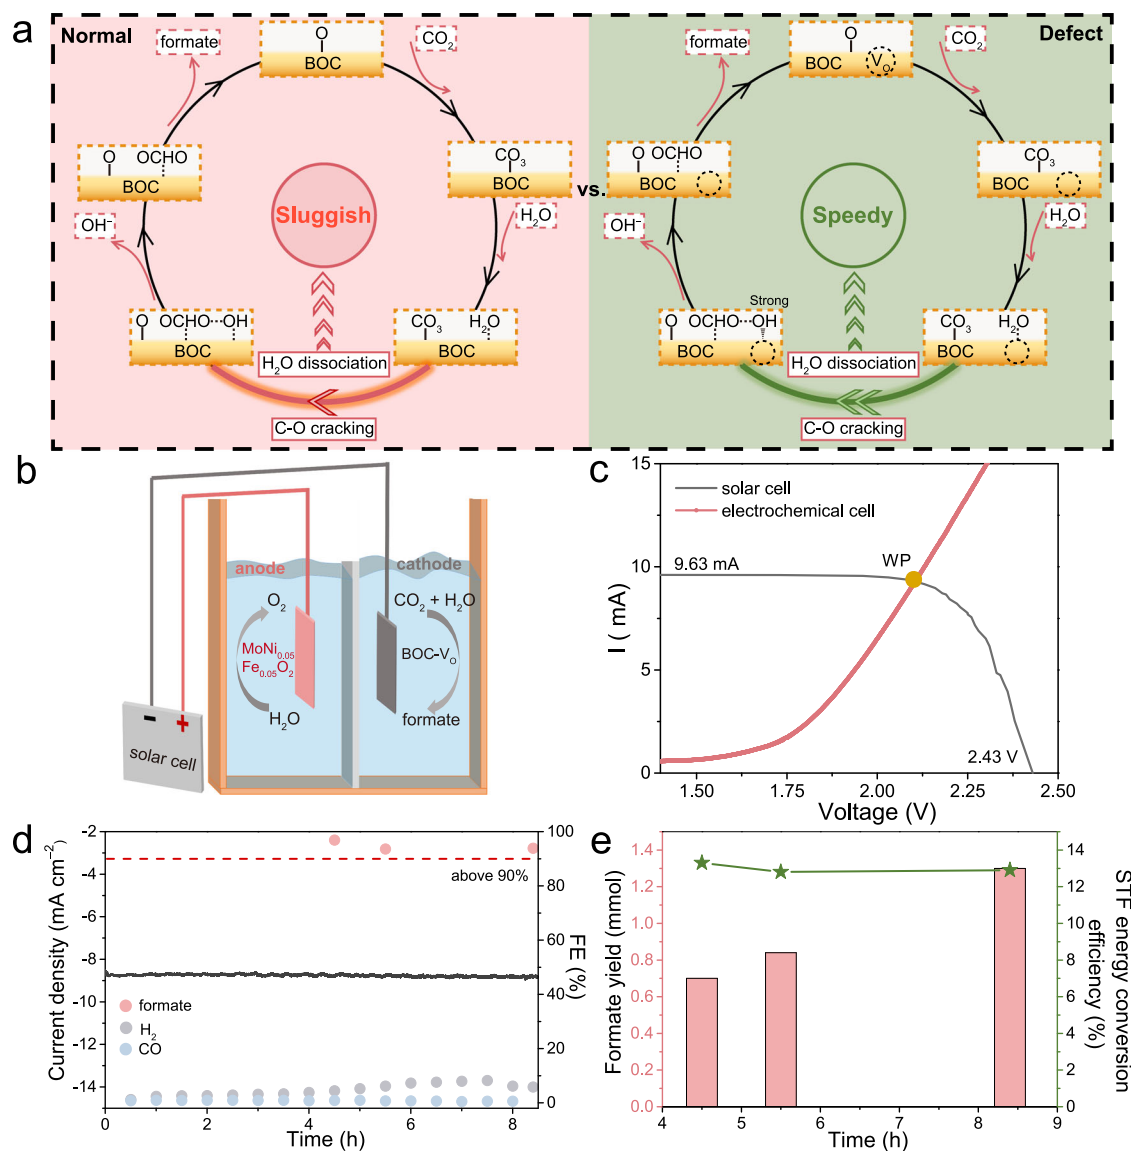 a
Normal
Defect
formate
O
BOC
CO₂
CO₃
BOC
H₂O
CO₃
H₂O
BOC
H₂O dissociation
C-O cracking
OCHO---OH
O
BOC
OH⁻
O
OCHO
BOC
Sluggish
vs.
formate
O
BOC
V_O
CO₂
CO₃
BOC
H₂O
CO₃
H₂O
BOC
H₂O dissociation
C-O cracking
Strong
O
OCHO---OH
BOC
OH⁻
O
OCHO
BOC
Speedy
b
anode
cathode
O₂
CO₂ + H₂O
MoNi₀.₀₅
Fe₀.₀₅O₂
BOC-V_O
H₂O
formate
- +
solar cell
c
solar cell
electrochemical cell
9.63 mA
WP
2.43 V
15
10
5
0
I ( mA)
1.50 1.75 2.00 2.25 2.50
Voltage (V)
d
-2
-4
-6
-8
-10
-12
-14
Current density (mA cm⁻²)
100
80
60
40
20
0
FE (%)
above 90%
formate
H₂
CO
0 2 4 6 8
Time (h)
e
1.4
1.2
1.0
0.8
0.6
0.4
0.2
0.0
Formate yield (mmol)
14
12
10
8
6
4
2
0
STF energy conversion
efficiency (%)
4 5 6 7 8 9
Time (h)